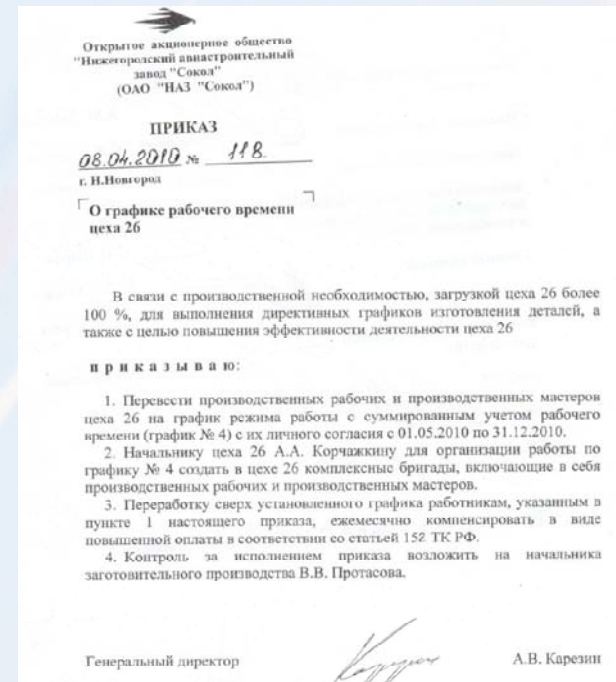 Открытое акционерное общество
"Нижегородский авиастроительный
завод "Сокол"
(ОАО "НАЗ "Сокол")
ПРИКАЗ
08.04.2010 № 118
г. Н.Новгород
О графике рабочего времени
цеха 26
В связи с производственной необходимостью, загрузкой цеха 26 более
100 %, для выполнения директивных графиков изготовления деталей, а
также с целью повышения эффективности деятельности цеха 26
п р и к а з ы в а ю:
1. Перевести производственных рабочих и производственных мастеров
цеха 26 на график режима работы с суммированным учетом рабочего
времени (график № 4) с их личного согласия с 01.05.2010 по 31.12.2010.
2. Начальнику цеха 26 А.А. Корчажкину для организации работы по
графику № 4 создать в цехе 26 комплексные бригады, включающие в себя
производственных рабочих и производственных мастеров.
3. Переработку сверх установленного графика работникам, указанным в
пункте 1 настоящего приказа, ежемесячно компенсировать в виде
повышенной оплаты в соответствии со статьей 152 ТК РФ.
4. Контроль за исполнением приказа возложить на начальника
заготовительного производства В.В. Протасова.
Генеральный директор А.В. Карезин